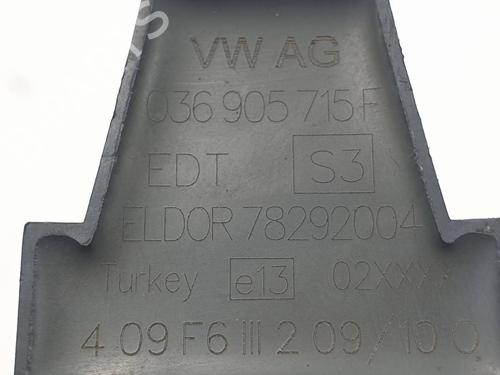 VW AG
036 905 715F
EDT S3
ELDOR 78292004
Turkey e13 02XXXX
4 09 F6 III 2 09/10 0